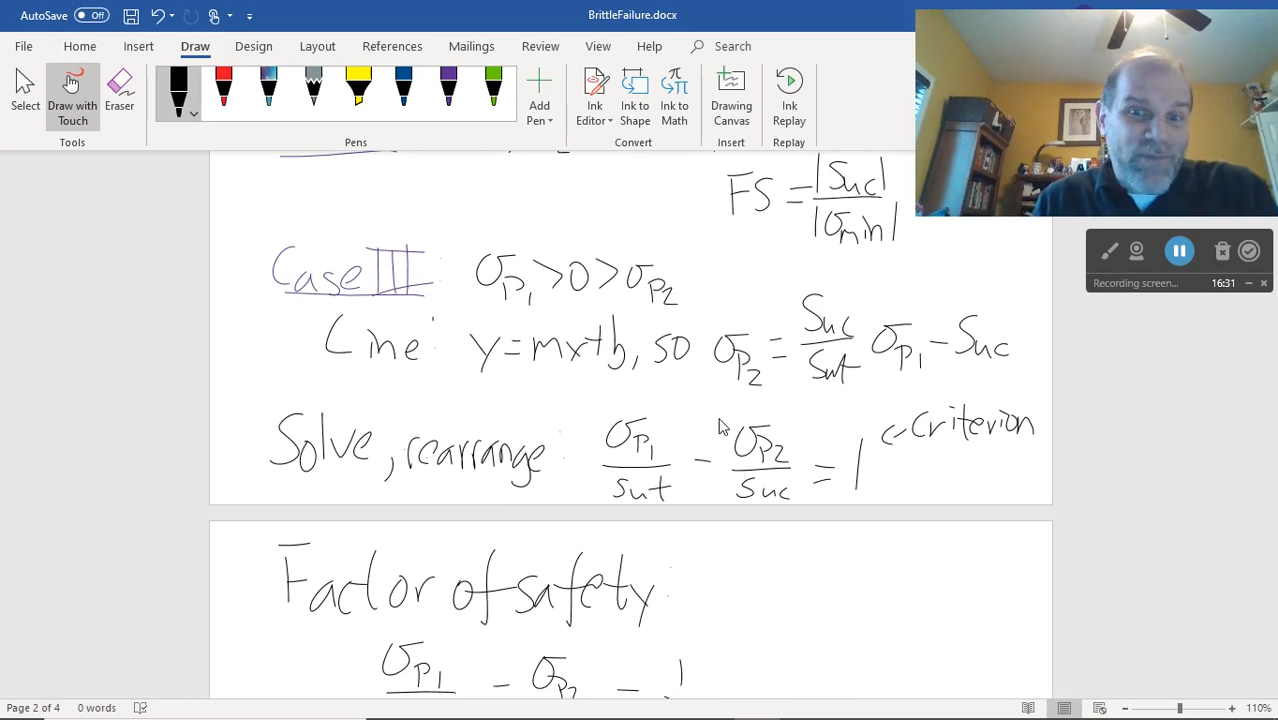 AutoSave Off BrittleFailure.docx
File Home Insert Draw Design Layout References Mailings Review View Help Search
Select Draw with Touch Eraser Add Pen Ink Editor Ink to Shape Ink to Math Drawing Canvas Ink Replay
Tools Pens Convert Insert Replay
FS = |Suc| / |σmin|
Recording screen... 16:31
Case III: σP1 > 0 > σP2
Line: y=mx+b, so σP2 = Suc/Sut σP1 - Suc
Solve, rearrange: σP1/Sut - σP2/Suc = 1 ← Criterion
Factor of safety:
σP1 - σP2 =
Page 2 of 4 0 words 110%